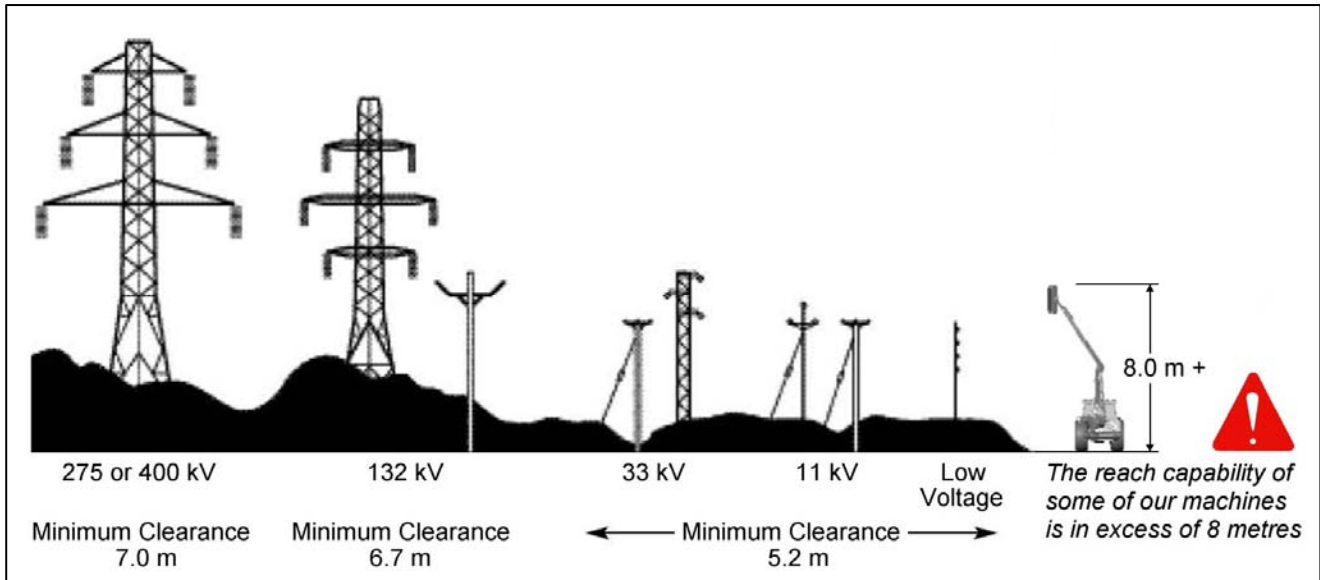 8.0 m +
275 or 400 kV
132 kV
33 kV
11 kV
Low
Voltage
The reach capability of
some of our machines
is in excess of 8 metres
Minimum Clearance
7.0 m
Minimum Clearance
6.7 m
Minimum Clearance
5.2 m